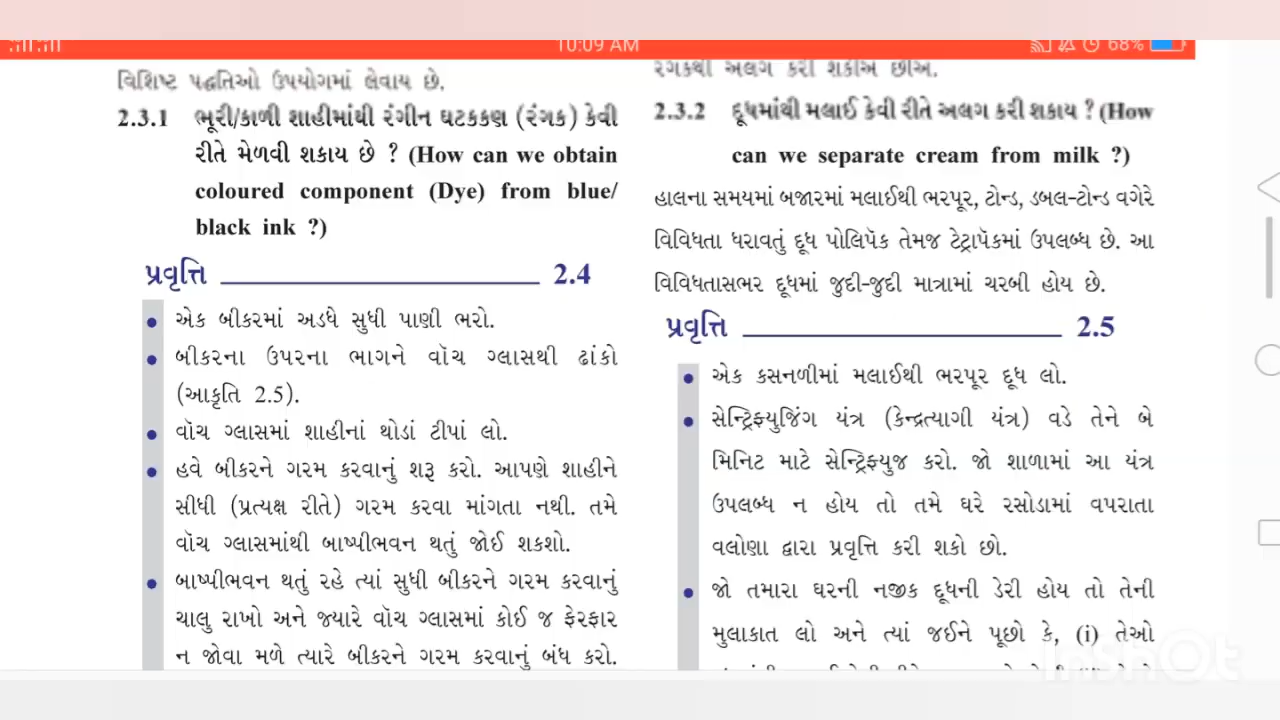 10:09 AM
68%
વિશિષ્ટ પદ્ધતિઓ ઉપયોગમાં લેવાય છે.
2.3.1 ભૂરી/કાળી શાહીમાંથી રંગીન ઘટકકણ (રંગક) કેવી
રીતે મેળવી શકાય છે ? (How can we obtain
coloured component (Dye) from blue/
black ink ?)
પ્રવૃત્તિ 2.4
• એક બીકરમાં અડધે સુધી પાણી ભરો.
• બીકરના ઉપરના ભાગને વૉચ ગ્લાસથી ઢાંકો
(આકૃતિ 2.5).
• વૉચ ગ્લાસમાં શાહીનાં થોડાં ટીપાં લો.
• હવે બીકરને ગરમ કરવાનું શરૂ કરો. આપણે શાહીને
સીધી (પ્રત્યક્ષ રીતે) ગરમ કરવા માંગતા નથી. તમે
વૉચ ગ્લાસમાંથી બાષ્પીભવન થતું જોઈ શકશો.
• બાષ્પીભવન થતું રહે ત્યાં સુધી બીકરને ગરમ કરવાનું
ચાલુ રાખો અને જ્યારે વૉચ ગ્લાસમાં કોઈ જ ફેરફાર
ન જોવા મળે ત્યારે બીકરને ગરમ કરવાનું બંધ કરો.
રંગકથી અલગ કરી શકીએ છીએ.
2.3.2 દૂધમાંથી મલાઈ કેવી રીતે અલગ કરી શકાય ? (How
can we separate cream from milk ?)
હાલના સમયમાં બજારમાં મલાઈથી ભરપૂર, ટોન્ડ, ડબલ-ટોન્ડ વગેરે
વિવિધતા ધરાવતું દૂધ પોલિપૅક તેમજ ટેટ્રાપૅકમાં ઉપલબ્ધ છે. આ
વિવિધતાસભર દૂધમાં જુદી-જુદી માત્રામાં ચરબી હોય છે.
પ્રવૃત્તિ 2.5
• એક કસનળીમાં મલાઈથી ભરપૂર દૂધ લો.
• સેન્ટ્રિફ્યુજિંગ યંત્ર (કેન્દ્રત્યાગી યંત્ર) વડે તેને બે
મિનિટ માટે સેન્ટ્રિફ્યુજ કરો. જો શાળામાં આ યંત્ર
ઉપલબ્ધ ન હોય તો તમે ઘરે રસોડામાં વપરાતા
વલોણા દ્વારા પ્રવૃત્તિ કરી શકો છો.
• જો તમારા ઘરની નજીક દૂધની ડેરી હોય તો તેની
મુલાકાત લો અને ત્યાં જઈને પૂછો કે, (i) તેઓ
InShOt